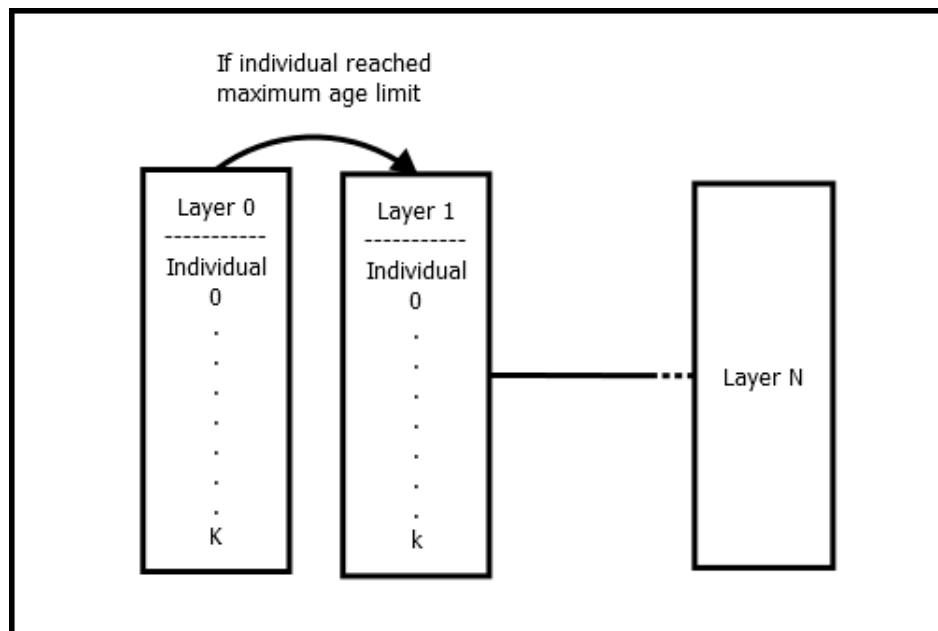 If individual reached
maximum age limit
Layer 0
-----------
Individual
0
.
.
.
.
.
.
.
K
Layer 1
-----------
Individual
0
.
.
.
.
.
.
.
k
Layer N